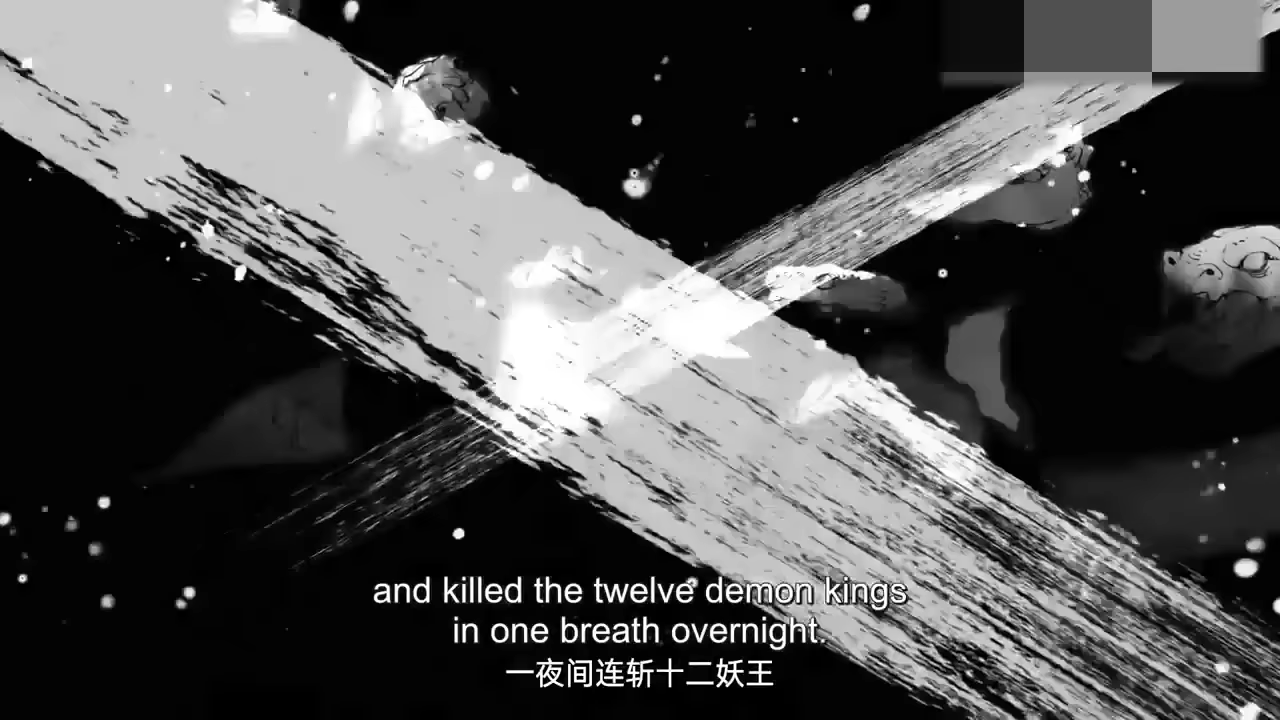 and killed the twelve demon kings
in one breath overnight.
一夜间连斩十二妖王